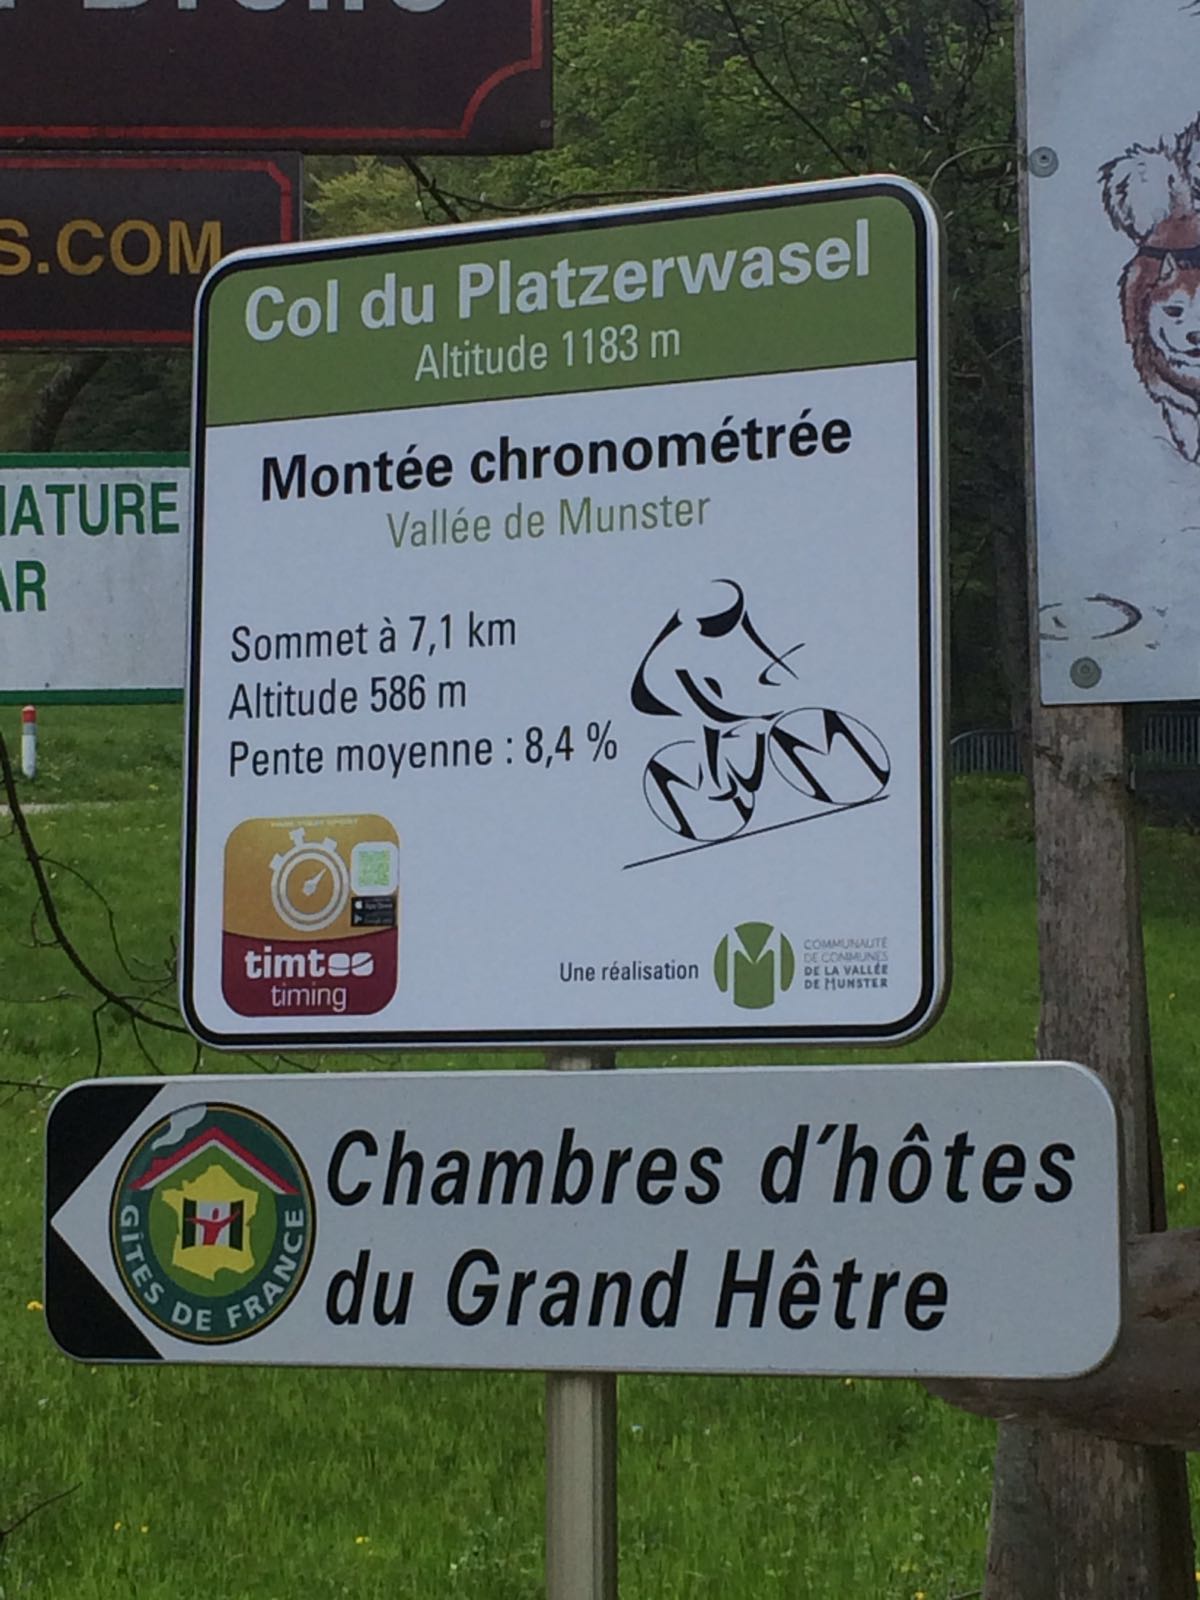 S.COM
NATURE
AR
Col du Platzerwasel
Altitude 1183 m
Montée chronométrée
Vallée de Munster
Sommet à 7,1 km
Altitude 586 m
Pente moyenne : 8,4 %
timtoo
timing
Une réalisation
COMMUNAUTÉ
DE COMMUNES
DE LA VALLÉE
DE MUNSTER
GÎTES DE FRANCE
Chambres d'hôtes
du Grand Hêtre